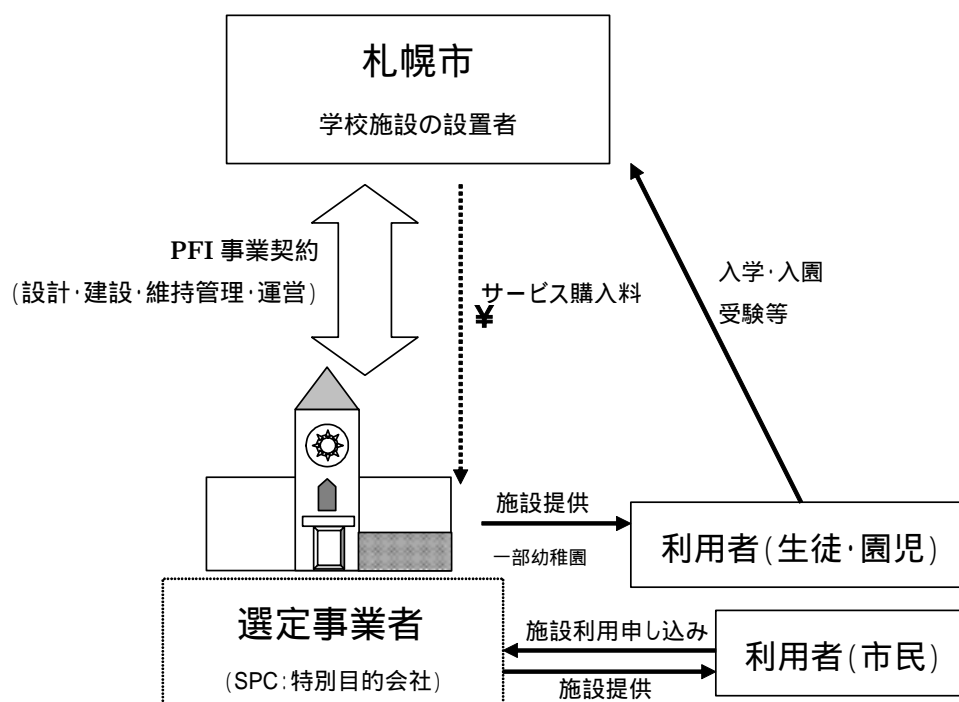 札幌市
学校施設の設置者
PFI 事業契約
(設計・建設・維持管理・運営)
サービス購入料
¥
入学・入園
受験等
施設提供
一部幼稚園
利用者(生徒・園児)
選定事業者
(SPC:特別目的会社)
施設利用申し込み
施設提供
利用者(市民)